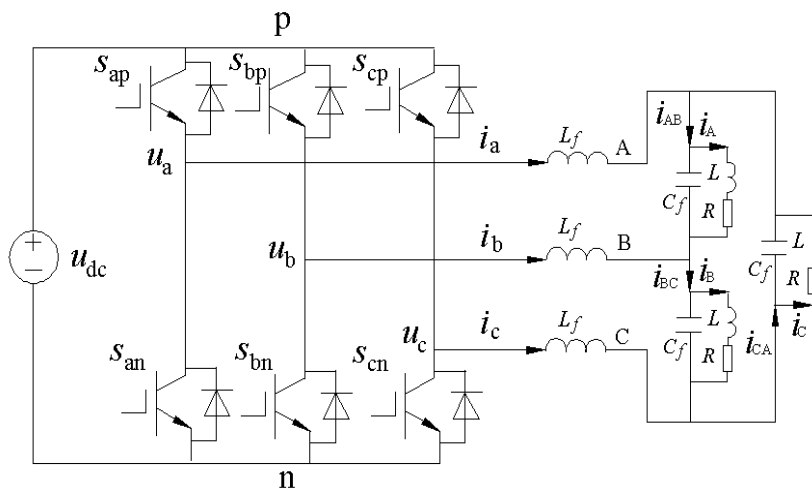 p
s_ap s_bp s_cp
i_a L_f A
u_a
i_AB i_A
L
C_f R
L
C_f
R
u_dc
u_b i_b L_f B
i_BC i_B
i_C
L
C_f R
i_CA
u_c i_c L_f C
s_an s_bn s_cn
n